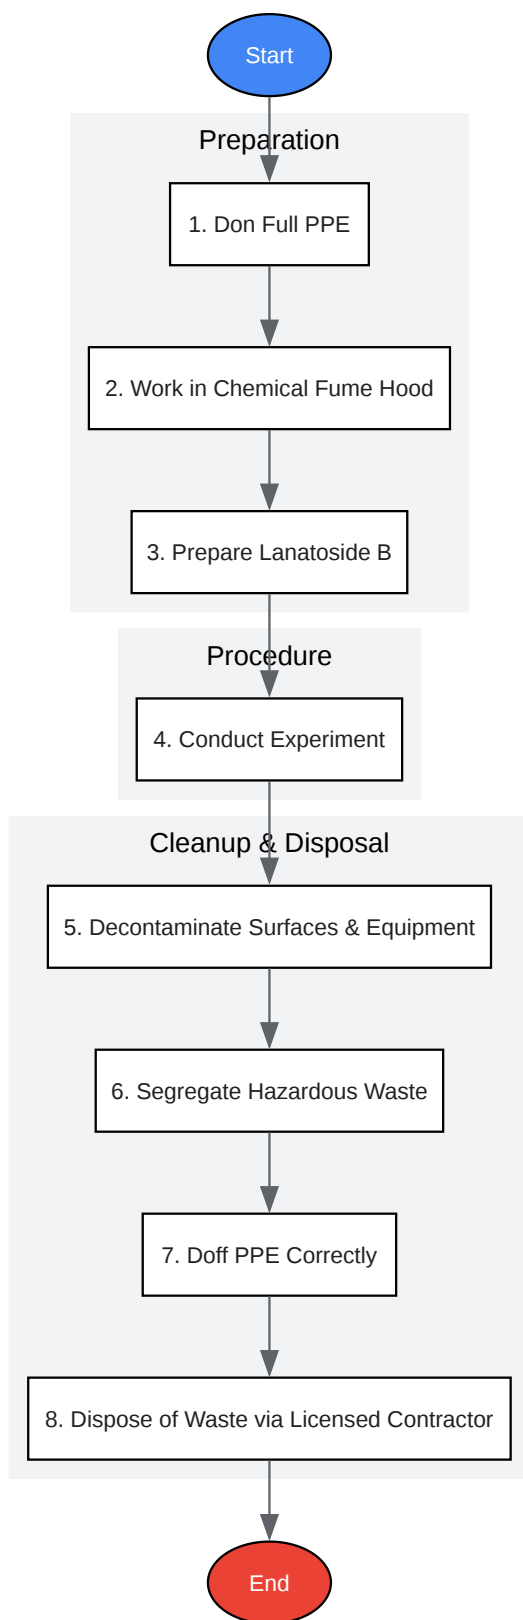 Start
Preparation
1. Don Full PPE
2. Work in Chemical Fume Hood
3. Prepare Lanatoside B
Procedure
4. Conduct Experiment
Cleanup & Disposal
5. Decontaminate Surfaces & Equipment
6. Segregate Hazardous Waste
7. Doff PPE Correctly
8. Dispose of Waste via Licensed Contractor
End